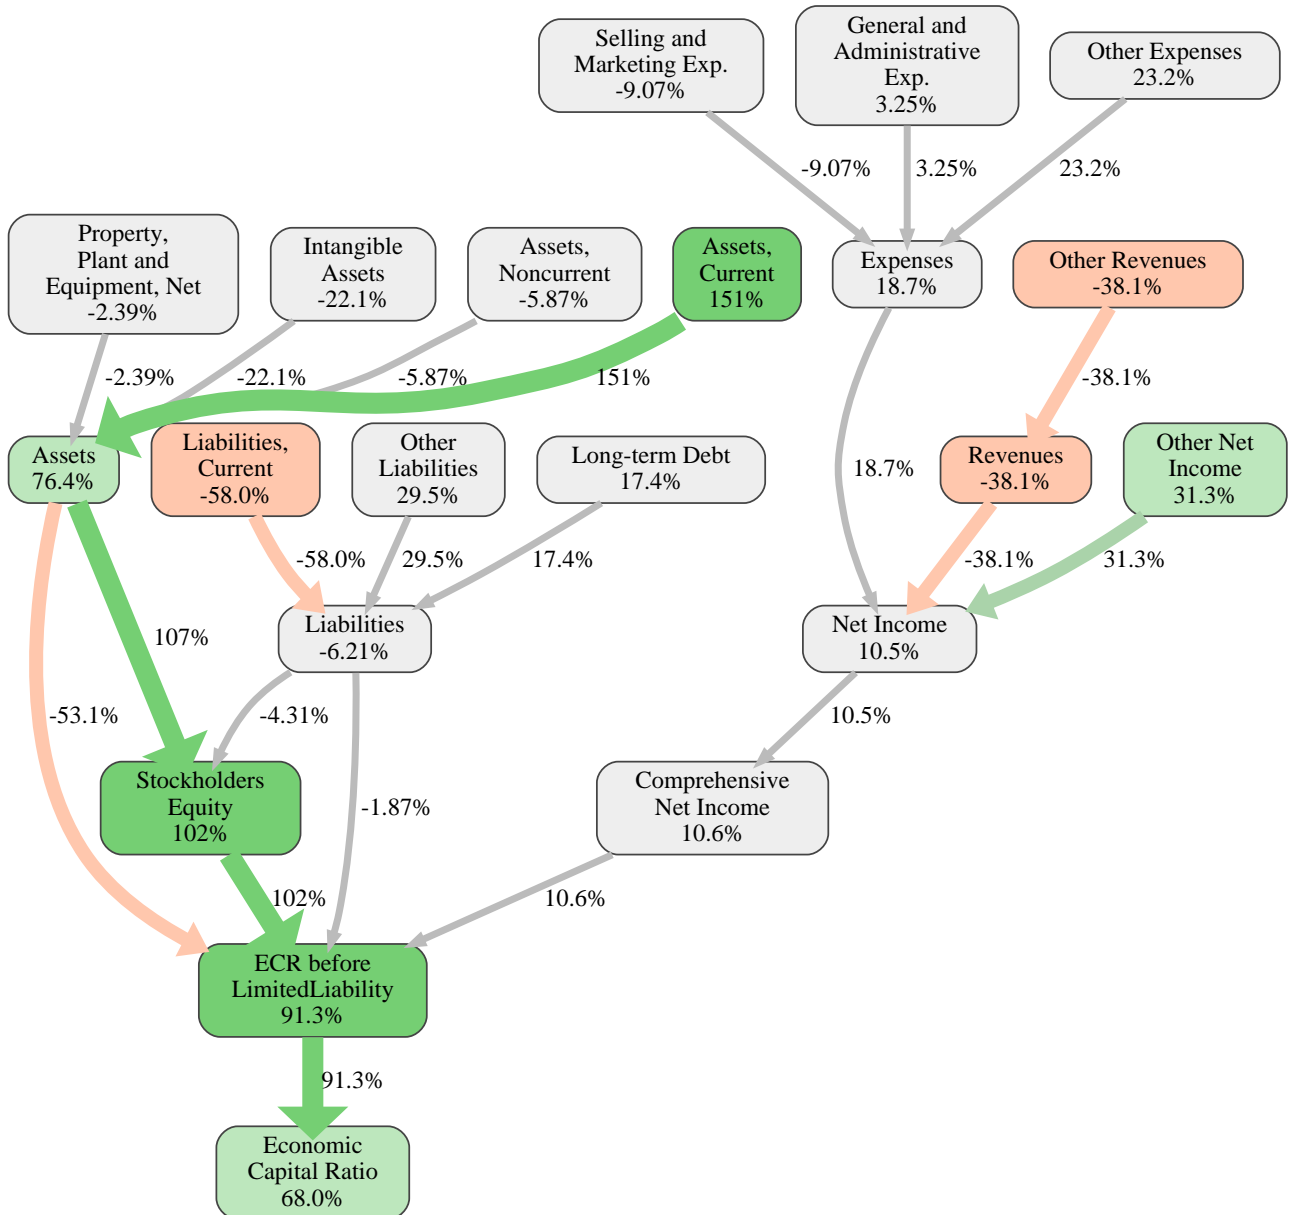 Selling and
Marketing Exp.
-9.07%
General and
Administrative
Exp.
3.25%
Other Expenses
23.2%
-9.07%
3.25%
23.2%
Property,
Plant and
Equipment, Net
-2.39%
Intangible
Assets
-22.1%
Assets,
Noncurrent
-5.87%
Assets,
Current
151%
Expenses
18.7%
Other Revenues
-38.1%
-2.39%
-22.1%
-5.87%
151%
-38.1%
Assets
76.4%
Liabilities,
Current
-58.0%
Other
Liabilities
29.5%
Long-term Debt
17.4%
18.7%
Revenues
-38.1%
Other Net
Income
31.3%
-58.0%
29.5%
17.4%
-38.1%
31.3%
107%
Liabilities
-6.21%
Net Income
10.5%
-53.1%
-4.31%
10.5%
Stockholders
Equity
102%
-1.87%
Comprehensive
Net Income
10.6%
102%
10.6%
ECR before
LimitedLiability
91.3%
91.3%
Economic
Capital Ratio
68.0%